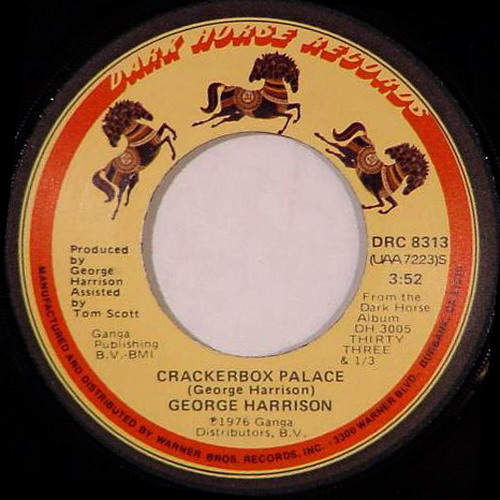 DARK HORSE RECORDS
DRC 8313
(UAA7223)S
3:52
Produced
by
George
Harrison
Assisted
by
Tom Scott
From the
Dark Horse
Album
DH 3005
THIRTY
THREE
& 1/3
Ganga
Publishing
B.V.-BMI
CRACKERBOX PALACE
(George Harrison)
GEORGE HARRISON
℗1976 Ganga
Distributors, B.V.
MANUFACTURED AND DISTRIBUTED BY WARNER BROS. RECORDS, INC. · 3300 WARNER BLVD., BURBANK, CA